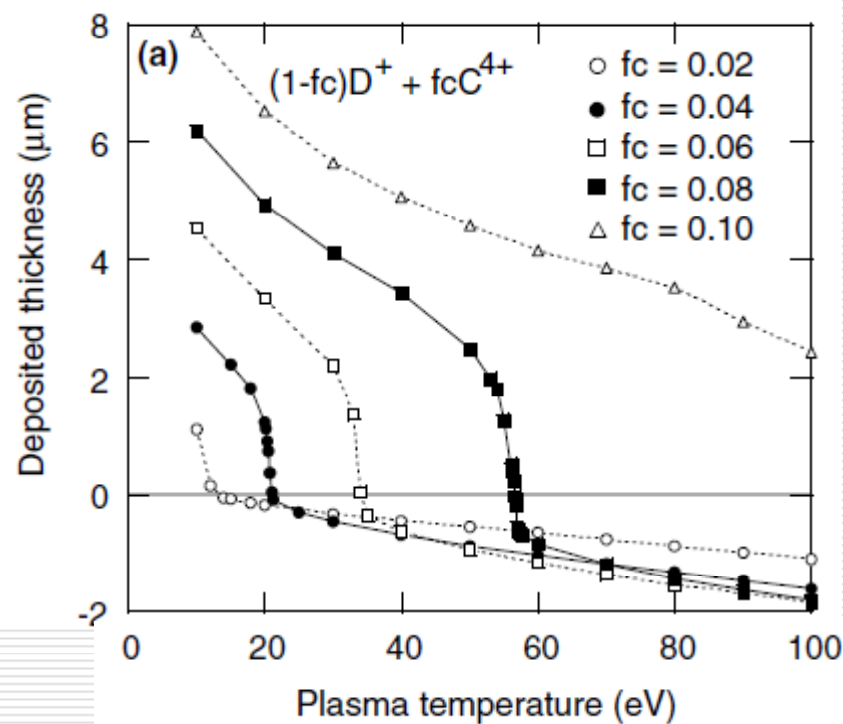 (a)
(1-fc)D⁺ + fcC⁴⁺
fc = 0.02
fc = 0.04
fc = 0.06
fc = 0.08
fc = 0.10
Deposited thickness (μm)
8
6
4
2
0
-2
0 20 40 60 80 100
Plasma temperature (eV)